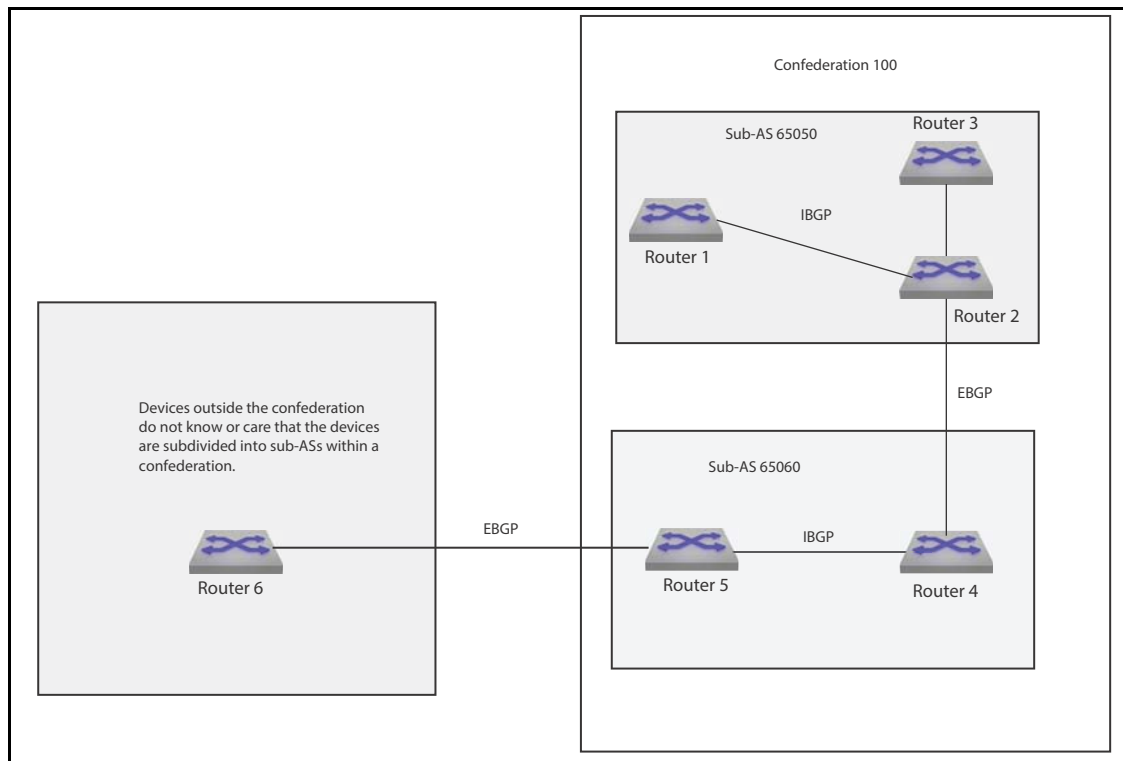 Confederation 100
Sub-AS 65050
Router 3
IBGP
Router 1
Router 2
EBGP
Devices outside the confederation
do not know or care that the devices
are subdivided into sub-ASs within a
confederation.
Sub-AS 65060
EBGP
IBGP
Router 6
Router 5
Router 4